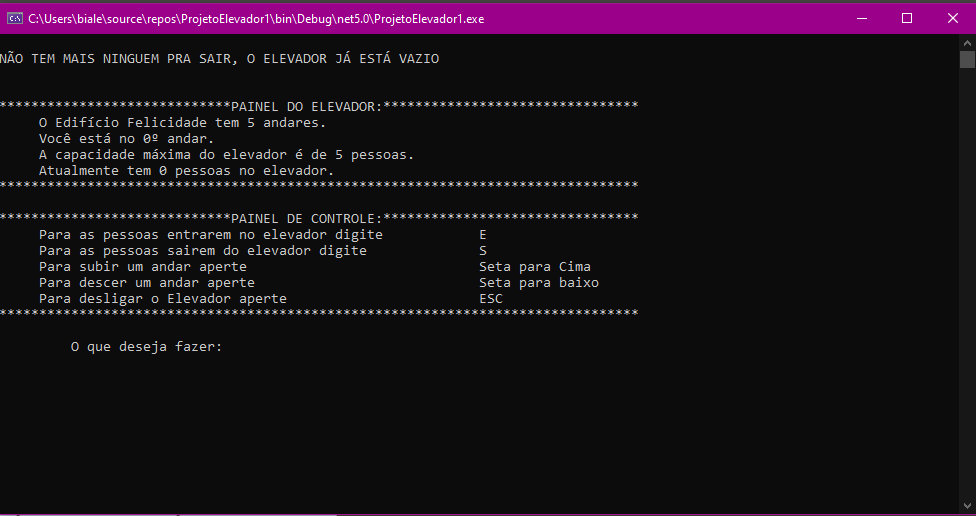 C:\Users\biale\source\repos\ProjetoElevador1\bin\Debug\net5.0\ProjetoElevador1.exe
NÃO TEM MAIS NINGUEM PRA SAIR, O ELEVADOR JÁ ESTÁ VAZIO
*****************************PAINEL DO ELEVADOR:********************************
O Edifício Felicidade tem 5 andares.
Você está no 0º andar.
A capacidade máxima do elevador é de 5 pessoas.
Atualmente tem 0 pessoas no elevador.
********************************************************************************
*****************************PAINEL DE CONTROLE:********************************
Para as pessoas entrarem no elevador digite E
Para as pessoas sairem do elevador digite S
Para subir um andar aperte Seta para Cima
Para descer um andar aperte Seta para baixo
Para desligar o Elevador aperte ESC
********************************************************************************
O que deseja fazer: